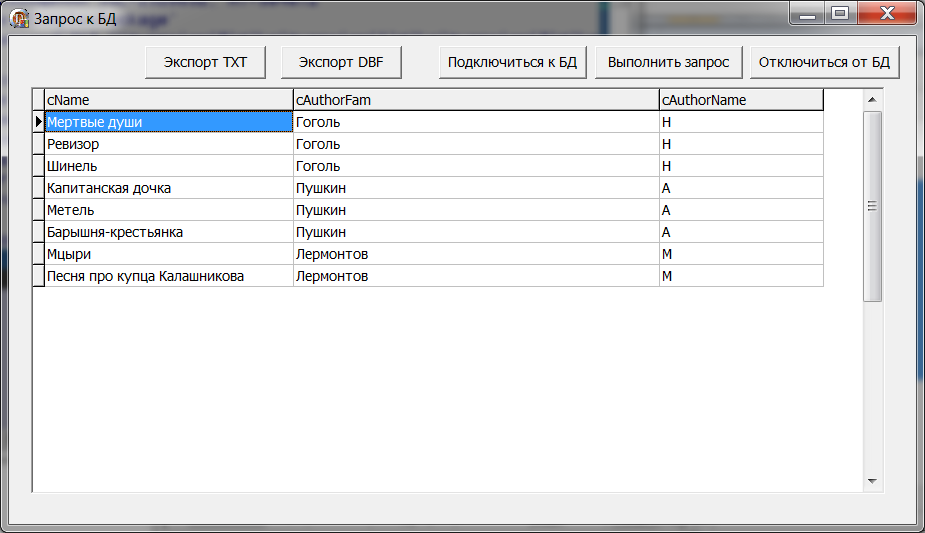 Запрос к БД
Экспорт TXT Экспорт DBF Подключиться к БД Выполнить запрос Отключиться от БД
cName cAuthorFam cAuthorName
Мертвые души Гоголь Н
Ревизор Гоголь Н
Шинель Гоголь Н
Капитанская дочка Пушкин А
Метель Пушкин А
Барышня-крестьянка Пушкин А
Мцыри Лермонтов М
Песня про купца Калашникова Лермонтов М